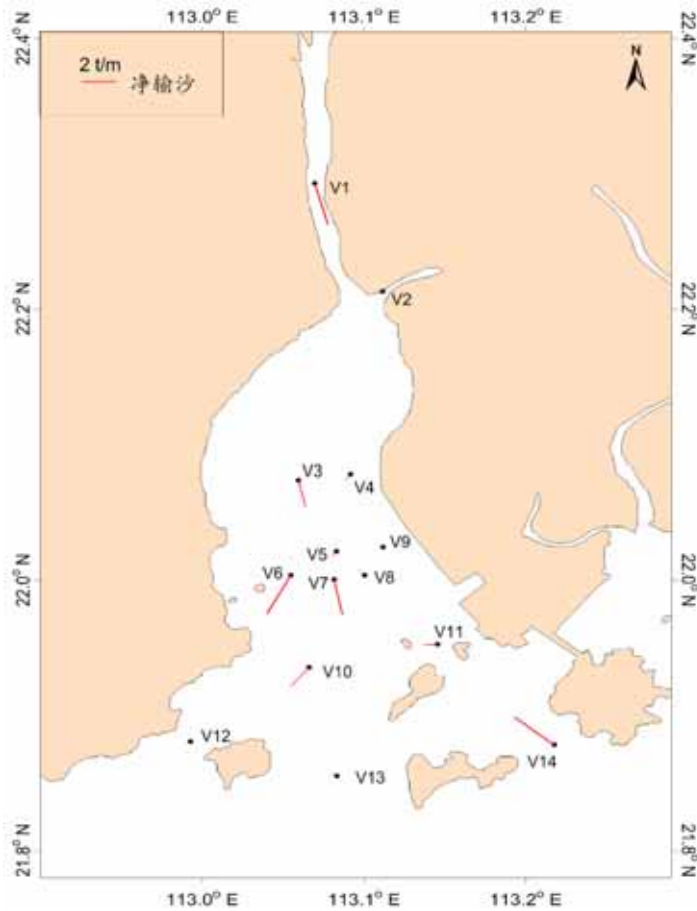 113.0° E 113.1° E 113.2° E
22.4° N 22.4° N
2 t/m
净输沙
N
V1
V2
22.2° N 22.2° N
V3
V4
V5
V9
V6
V7
V8
22.0° N 22.0° N
V11
V10
V12
V14
V13
21.8° N 21.8° N
113.0° E 113.1° E 113.2° E